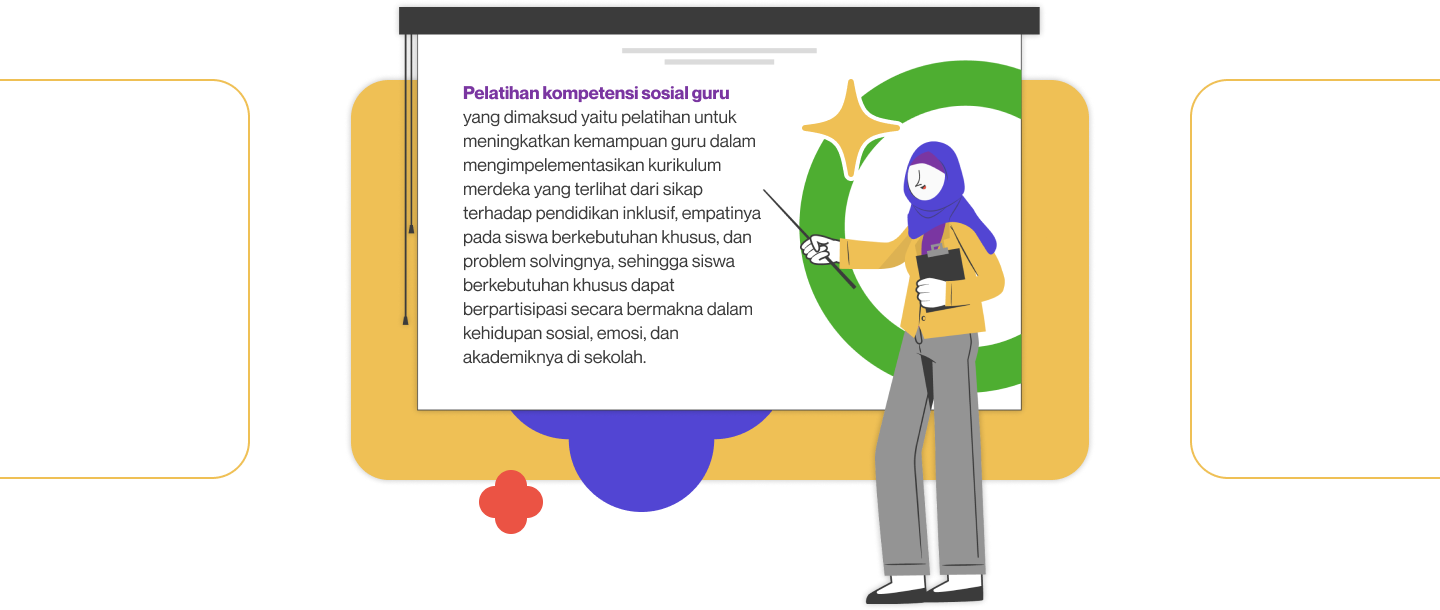 Pelatihan kompetensi sosial guru
yang dimaksud yaitu pelatihan untuk
meningkatkan kemampuan guru dalam
mengimpelementasikan kurikulum
merdeka yang terlihat dari sikap
terhadap pendidikan inklusif, empatinya
pada siswa berkebutuhan khusus, dan
problem solvingnya, sehingga siswa
berkebutuhan khusus dapat
berpartisipasi secara bermakna dalam
kehidupan sosial, emosi, dan
akademiknya di sekolah.